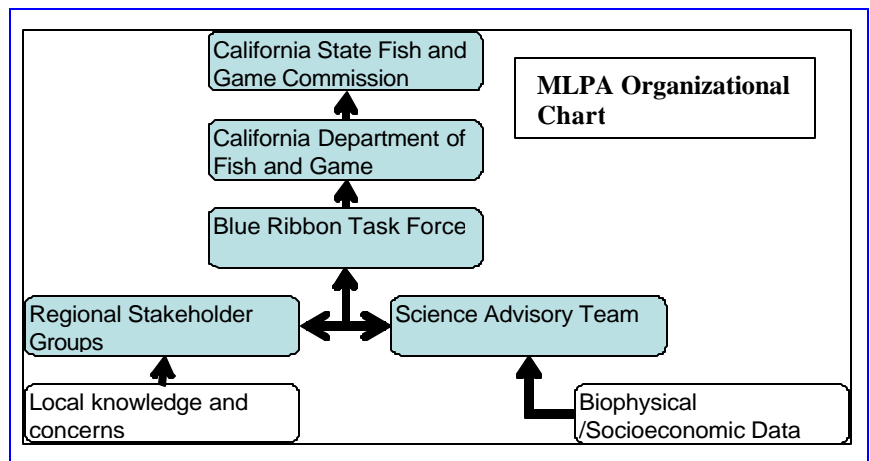 California State Fish and
Game Commission
MLPA Organizational
Chart
California Department of
Fish and Game
Blue Ribbon Task Force
Regional Stakeholder
Groups
Science Advisory Team
Local knowledge and
concerns
Biophysical
/Socioeconomic Data